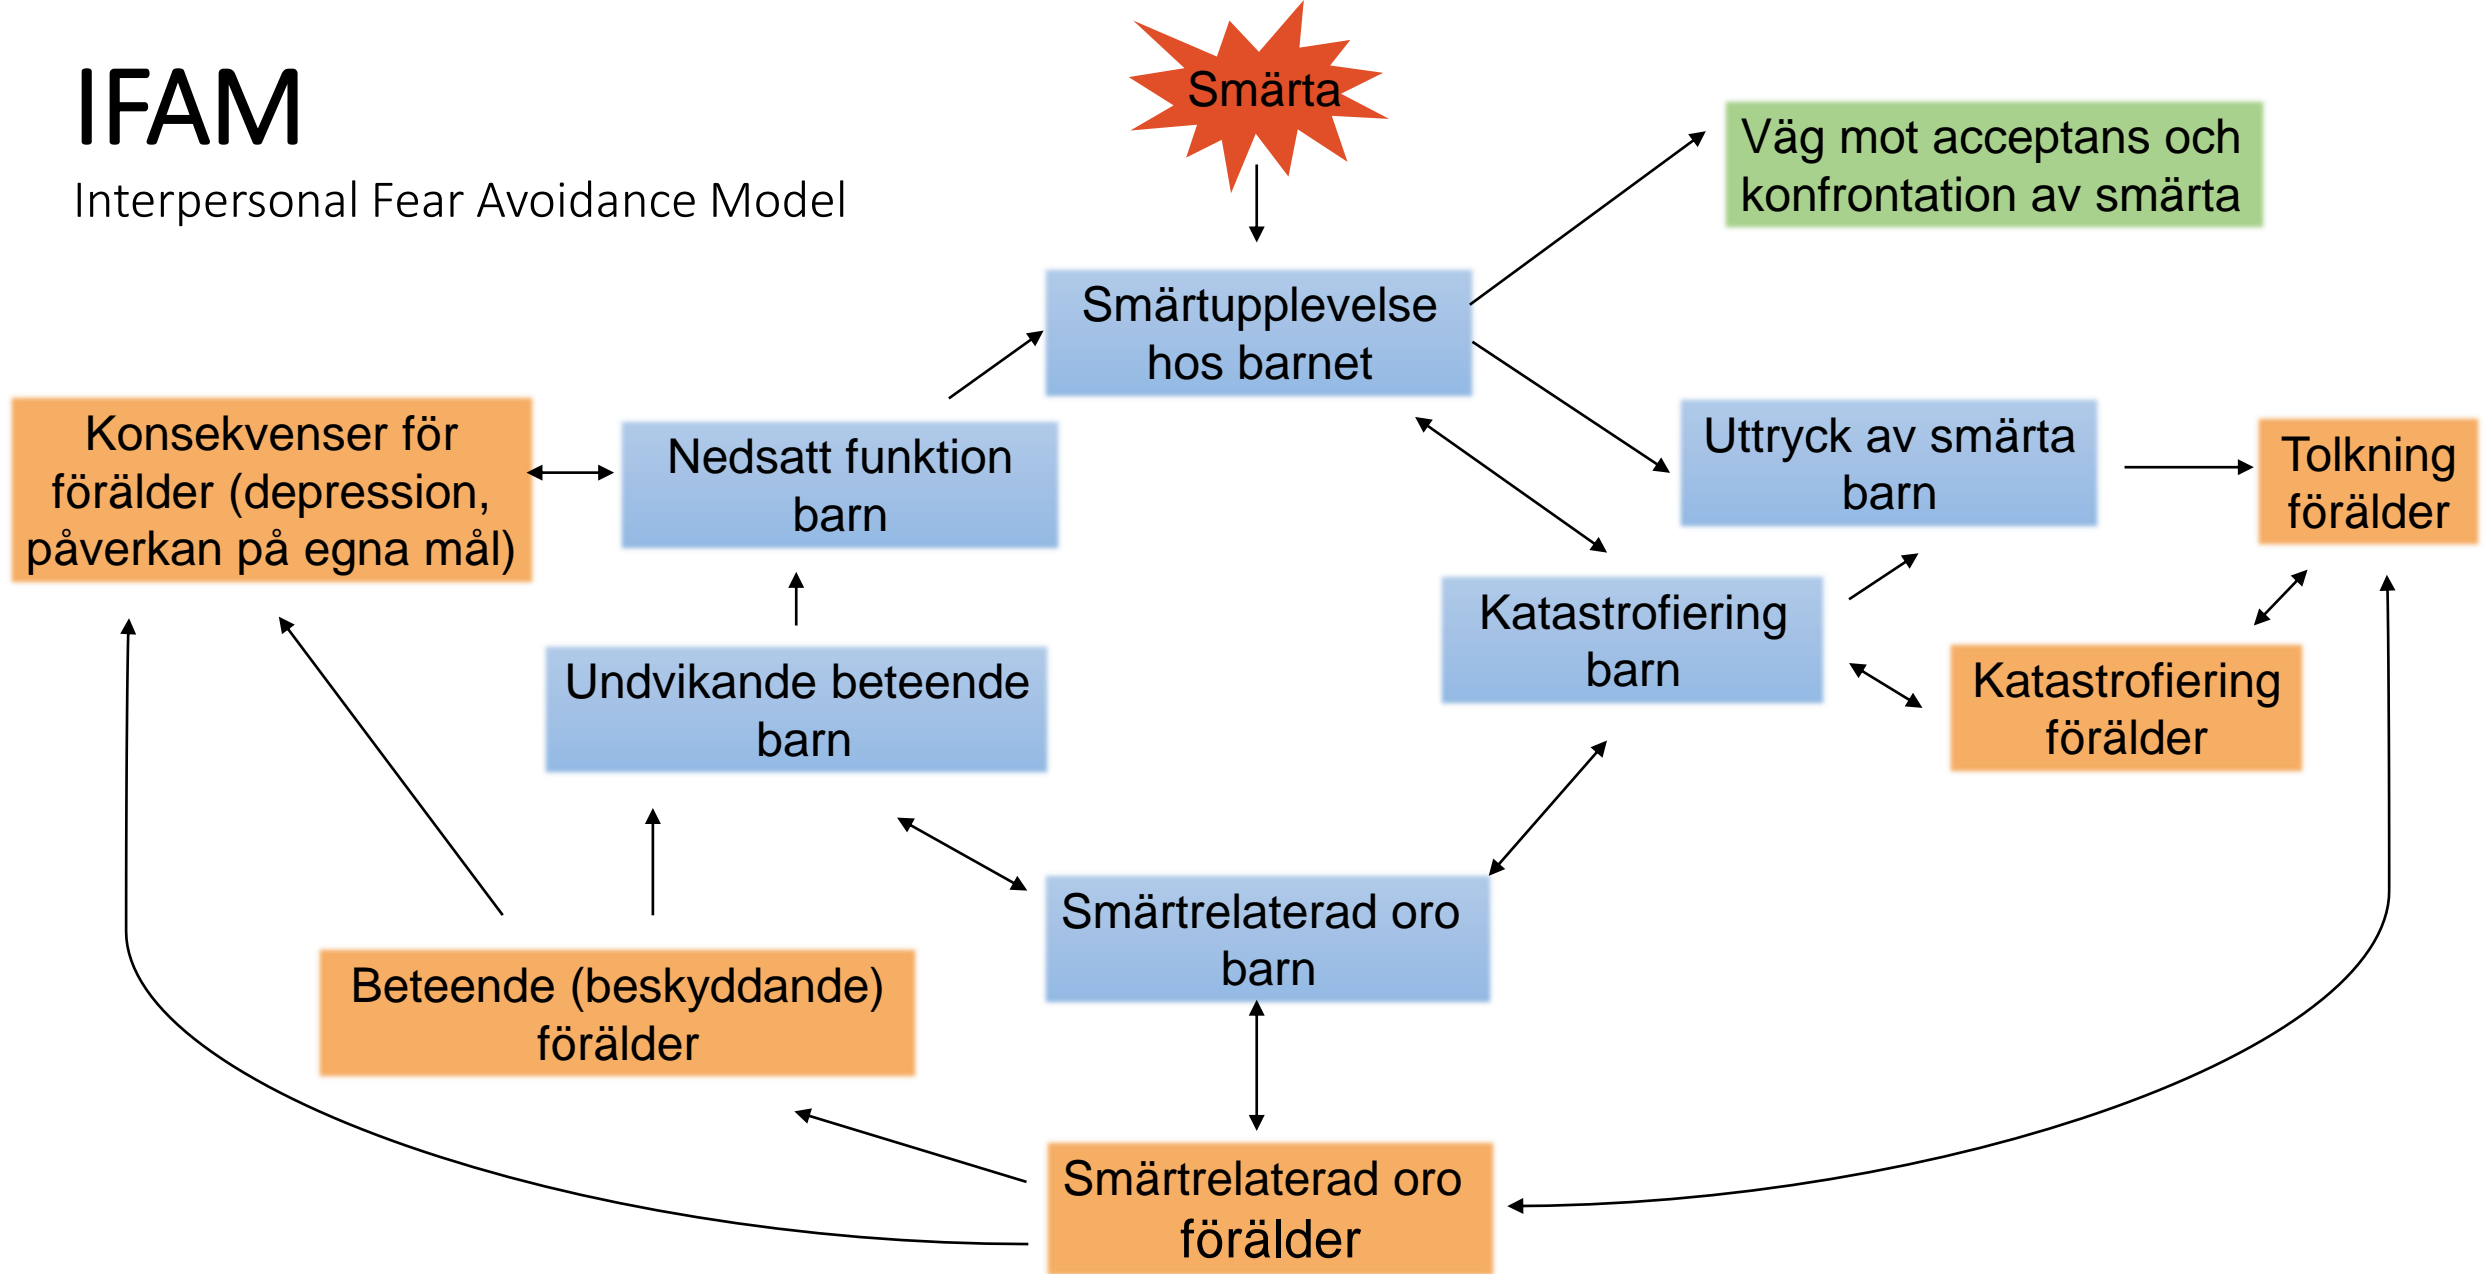 IFAM
Interpersonal Fear Avoidance Model
Smärta
Väg mot acceptans och
konfrontation av smärta
Smärtupplevelse
hos barnet
Konsekvenser för
förälder (depression,
påverkan på egna mål)
Nedsatt funktion
barn
Uttryck av smärta
barn
Tolkning
förälder
Undvikande beteende
barn
Katastrofiering
barn
Katastrofiering
förälder
Smärtrelaterad oro
barn
Beteende (beskyddande)
förälder
Smärtrelaterad oro
förälder